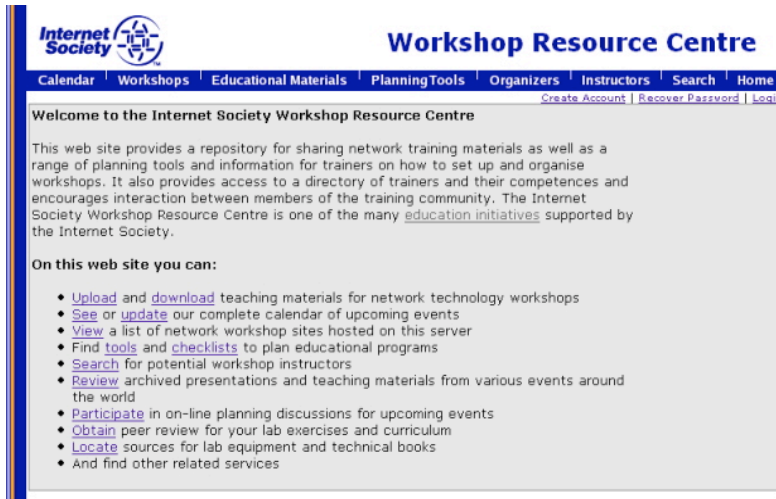 Internet
Society
Workshop Resource Centre
Calendar Workshops Educational Materials Planning Tools Organizers Instructors Search Home
Create Account | Recover Password |
Welcome to the Internet Society Workshop Resource Centre
This web site provides a repository for sharing network training materials as well as a
range of planning tools and information for trainers on how to set up and organise
workshops. It also provides access to a directory of trainers and their competences and
encourages interaction between members of the training community. The Internet
Society Workshop Resource Centre is one of the many education initiatives supported by
the Internet Society.
On this web site you can:
• Upload and download teaching materials for network technology workshops
• See or update our complete calendar of upcoming events
• View a list of network workshop sites hosted on this server
• Find tools and checklists to plan educational programs
• Search for potential workshop instructors
• Review archived presentations and teaching materials from various events around
the world
• Participate in on-line planning discussions for upcoming events
• Obtain peer review for your lab exercises and curriculum
• Locate sources for lab equipment and technical books
• And find other related services